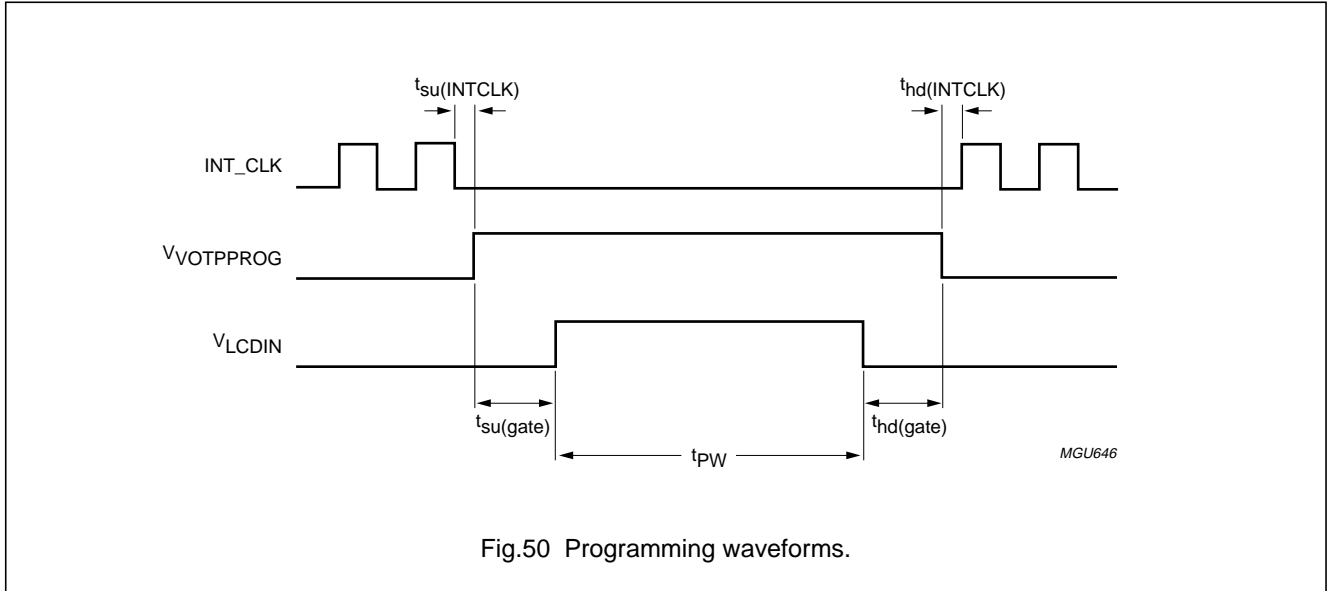 tsu(INTCLK) thd(INTCLK)
INT_CLK
VVOTPPROG
VLCDIN
tsu(gate) thd(gate)
tPW
MGU646
Fig.50 Programming waveforms.